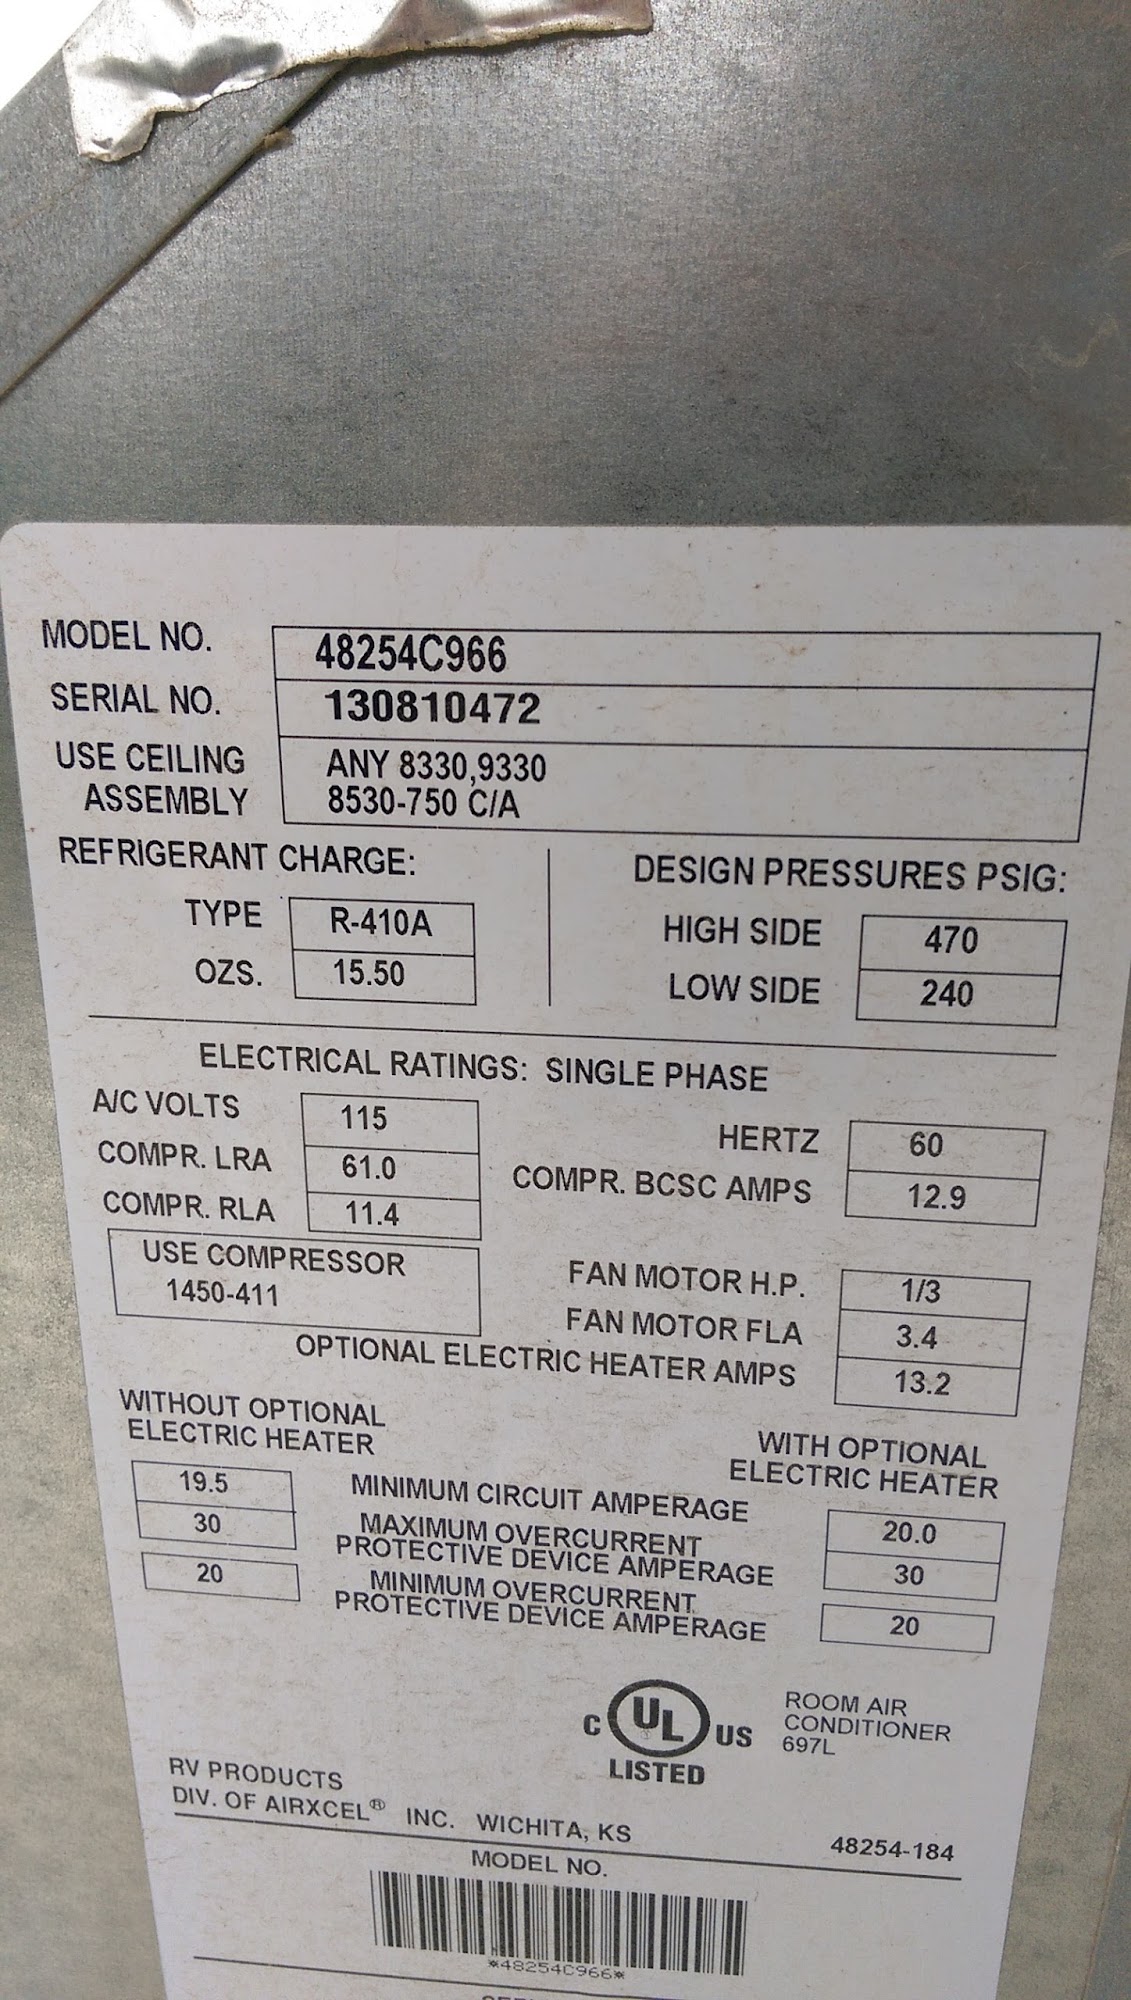 MODEL NO. 48254C966
SERIAL NO. 130810472
USE CEILING ANY 8330,9330
ASSEMBLY 8530-750 C/A
REFRIGERANT CHARGE:
TYPE R-410A
OZS. 15.50
DESIGN PRESSURES PSIG:
HIGH SIDE 470
LOW SIDE 240
ELECTRICAL RATINGS: SINGLE PHASE
A/C VOLTS 115
COMPR. LRA 61.0
COMPR. RLA 11.4
HERTZ 60
COMPR. BCSC AMPS 12.9
USE COMPRESSOR
1450-411
FAN MOTOR H.P. 1/3
FAN MOTOR FLA 3.4
OPTIONAL ELECTRIC HEATER AMPS 13.2
WITHOUT OPTIONAL
ELECTRIC HEATER
WITH OPTIONAL
ELECTRIC HEATER
19.5 MINIMUM CIRCUIT AMPERAGE 20.0
30 MAXIMUM OVERCURRENT
PROTECTIVE DEVICE AMPERAGE 30
20 MINIMUM OVERCURRENT
PROTECTIVE DEVICE AMPERAGE 20
C UL US
LISTED
ROOM AIR
CONDITIONER
697L
RV PRODUCTS
DIV. OF AIRXCEL® INC. WICHITA, KS
48254-184
MODEL NO.
*48254C966*